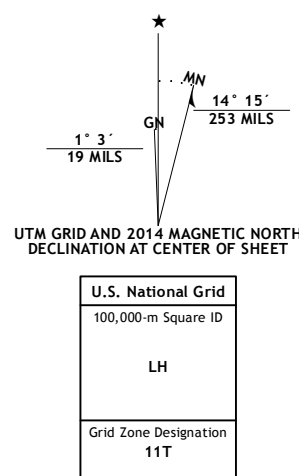 ★
MN
GN
14° 15´
253 MILS
1° 3´
19 MILS
UTM GRID AND 2014 MAGNETIC NORTH
DECLINATION AT CENTER OF SHEET
U.S. National Grid
100,000-m Square ID
LH
Grid Zone Designation
11T